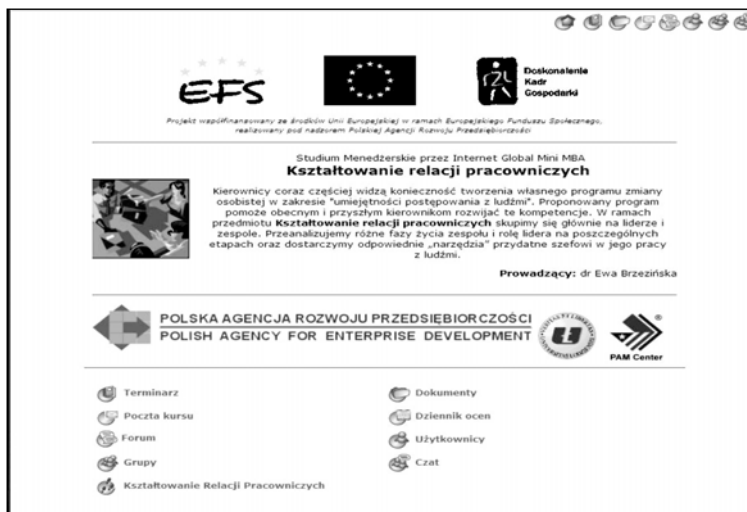 EFS
rzl
Doskonalenie
Kadr
Gospodarki
Projekt współfinansowany ze środków Unii Europejskiej w ramach Europejskiego Funduszu Społecznego,
realizowany pod nadzorem Polskiej Agencji Rozwoju Przedsiębiorczości
Studium Menedżerskie przez Internet Global Mini MBA
Kształtowanie relacji pracowniczych
Kierownicy coraz częściej widzą konieczność tworzenia własnego programu zmiany
osobistej w zakresie "umiejętności postępowania z ludźmi". Proponowany program
pomoże obecnym i przyszłym kierownikom rozwijać te kompetencje. W ramach
przedmiotu Kształtowanie relacji pracowniczych skupimy się głównie na liderze i
zespole. Przeanalizujemy różne fazy życia zespołu i rolę lidera na poszczególnych
etapach oraz dostarczymy odpowiednie „narzędzia” przydatne szefowi w jego pracy
z ludźmi.
Prowadzący: dr Ewa Brzezińska
POLSKA AGENCJA ROZWOJU PRZEDSIĘBIORCZOŚCI
POLISH AGENCY FOR ENTERPRISE DEVELOPMENT
PAM Center
Terminarz
Dokumenty
Poczta kursu
Dziennik ocen
Forum
Użytkownicy
Grupy
Czat
Kształtowanie Relacji Pracowniczych